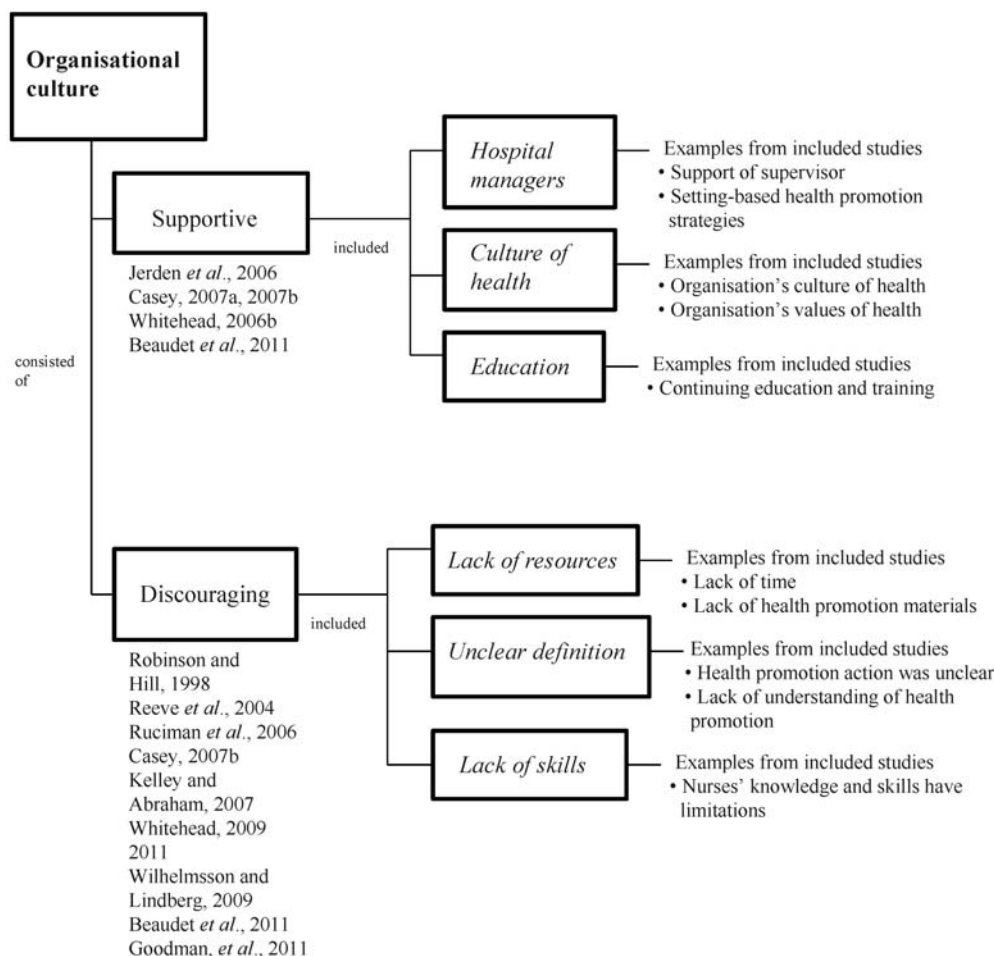 Organisational
culture
Supportive
Jerden et al., 2006
Casey, 2007a, 2007b
Whitehead, 2006b
Beaudet et al., 2011
included
Hospital
managers
Examples from included studies
• Support of supervisor
• Setting-based health promotion
strategies
Culture of
health
Examples from included studies
• Organisation's culture of health
• Organisation's values of health
Education
Examples from included studies
• Continuing education and training
consisted
of
Discouraging
Robinson and
Hill, 1998
Reeve et al., 2004
Ruciman et al., 2006
Casey, 2007b
Kelley and
Abraham, 2007
Whitehead, 2009
2011
Wilhelmsson and
Lindberg, 2009
Beaudet et al., 2011
Goodman, et al., 2011
included
Lack of resources
Examples from included studies
• Lack of time
• Lack of health promotion materials
Unclear definition
Examples from included studies
• Health promotion action was unclear
• Lack of understanding of health
promotion
Lack of skills
Examples from included studies
• Nurses' knowledge and skills have
limitations